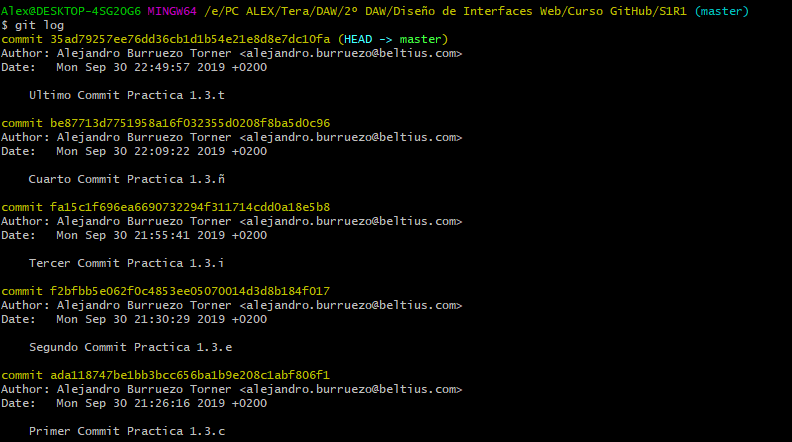 Alex@DESKTOP-4SG2OG6 MINGW64 /e/PC ALEX/Tera/DAW/2º DAW/Diseño de Interfaces Web/Curso GitHub/S1R1 (master)
$ git log
commit 35ad79257ee76dd36cb1d1b54e21e8d8e7dc10fa (HEAD -> master)
Author: Alejandro Burruezo Torner <alejandro.burruezo@beltius.com>
Date:   Mon Sep 30 22:49:57 2019 +0200
    Ultimo Commit Practica 1.3.t
commit be87713d7751958a16f032355d0208f8ba5d0c96
Author: Alejandro Burruezo Torner <alejandro.burruezo@beltius.com>
Date:   Mon Sep 30 22:09:22 2019 +0200
    Cuarto Commit Practica 1.3.ñ
commit fa15c1f696ea6690732294f311714cdd0a18e5b8
Author: Alejandro Burruezo Torner <alejandro.burruezo@beltius.com>
Date:   Mon Sep 30 21:55:41 2019 +0200
    Tercer Commit Practica 1.3.i
commit f2bfbb5e062f0c4853ee05070014d3d8b184f017
Author: Alejandro Burruezo Torner <alejandro.burruezo@beltius.com>
Date:   Mon Sep 30 21:30:29 2019 +0200
    Segundo Commit Practica 1.3.e
commit ada118747be1bb3bcc656ba1b9e208c1abf806f1
Author: Alejandro Burruezo Torner <alejandro.burruezo@beltius.com>
Date:   Mon Sep 30 21:26:16 2019 +0200
    Primer Commit Practica 1.3.c